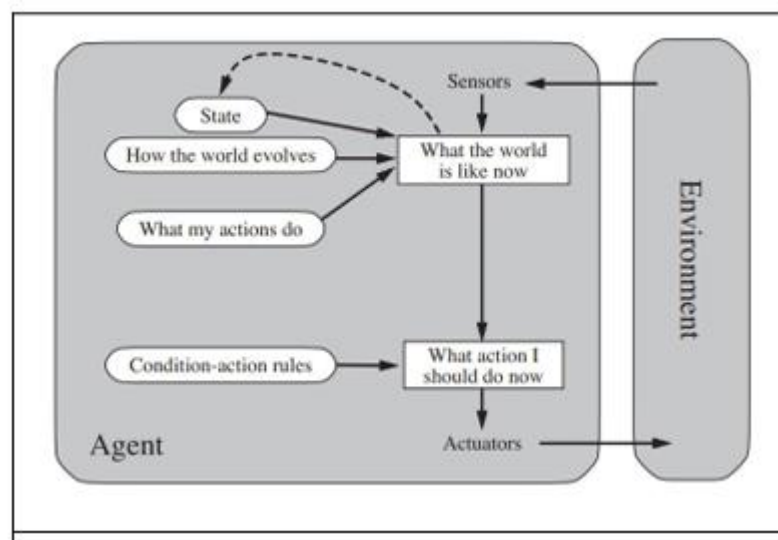 Sensors
State
How the world evolves
What the world
is like now
What my actions do
Condition-action rules
What action I
should do now
Agent
Actuators
Environment